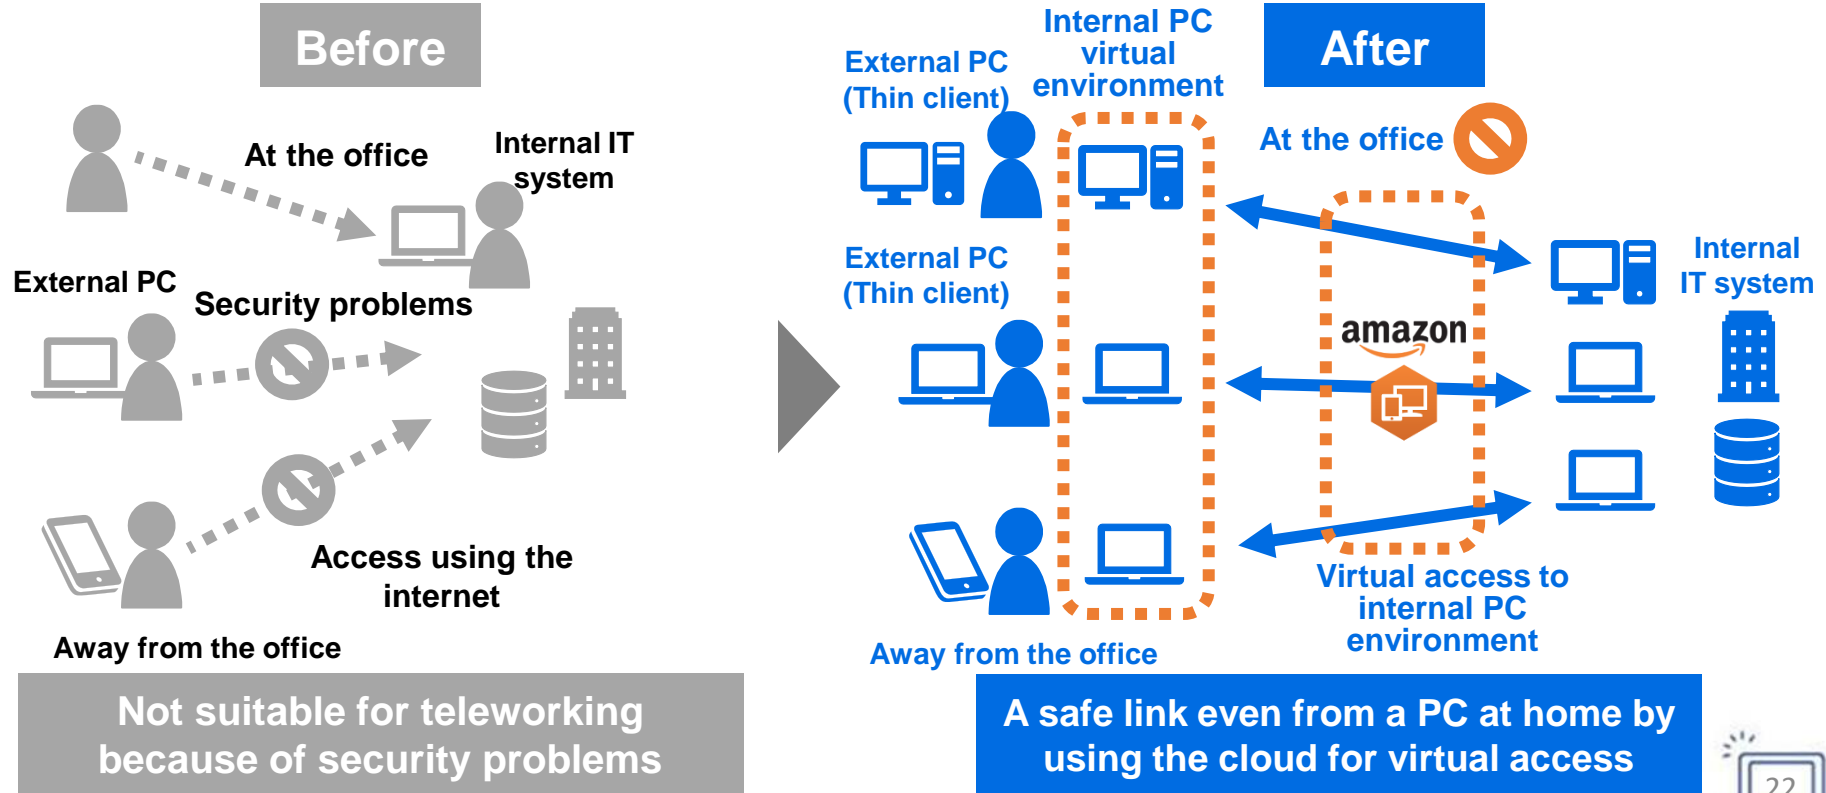 Before
At the office
Internal IT
system
External PC
Security problems
Access using the
internet
Away from the office
Not suitable for teleworking
because of security problems
After
External PC
(Thin client)
Internal PC
virtual
environment
At the office
External PC
(Thin client)
Internal
IT system
amazon
Virtual access to
internal PC
environment
Away from the office
A safe link even from a PC at home by
using the cloud for virtual access
22